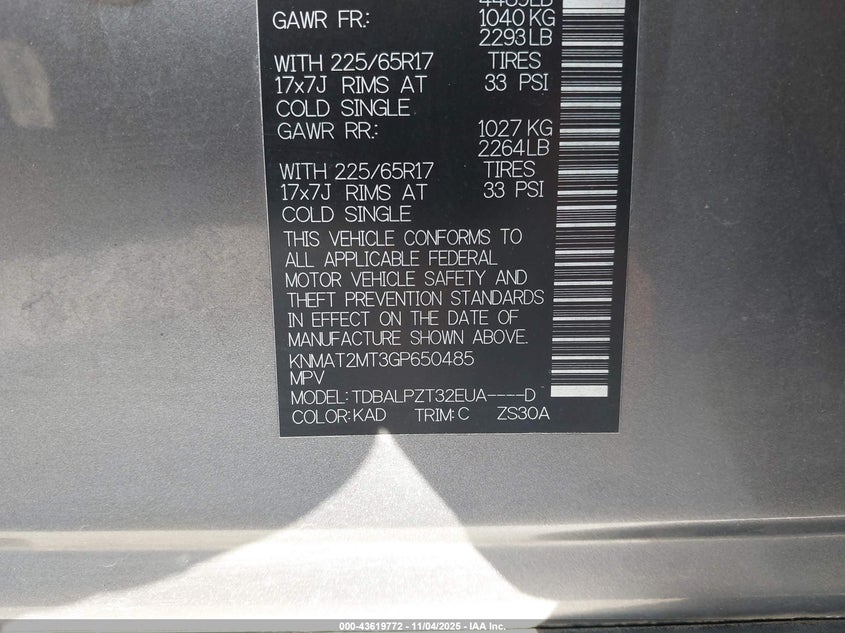 4489LB
GAWR FR: 1040 KG
2293 LB
WITH 225/65R17 TIRES
17x7J RIMS AT 33 PSI
COLD SINGLE
GAWR RR: 1027 KG
2264 LB
WITH 225/65R17 TIRES
17x7J RIMS AT 33 PSI
COLD SINGLE
THIS VEHICLE CONFORMS TO
ALL APPLICABLE FEDERAL
MOTOR VEHICLE SAFETY AND
THEFT PREVENTION STANDARDS
IN EFFECT ON THE DATE OF
MANUFACTURE SHOWN ABOVE.
KNMAT2MT3GP650485
MPV
MODEL: TDBALPZT32EUA----D
COLOR: KAD TRIM: C ZS30A
000-43619772 - 11/04/2025 - IAA Inc.